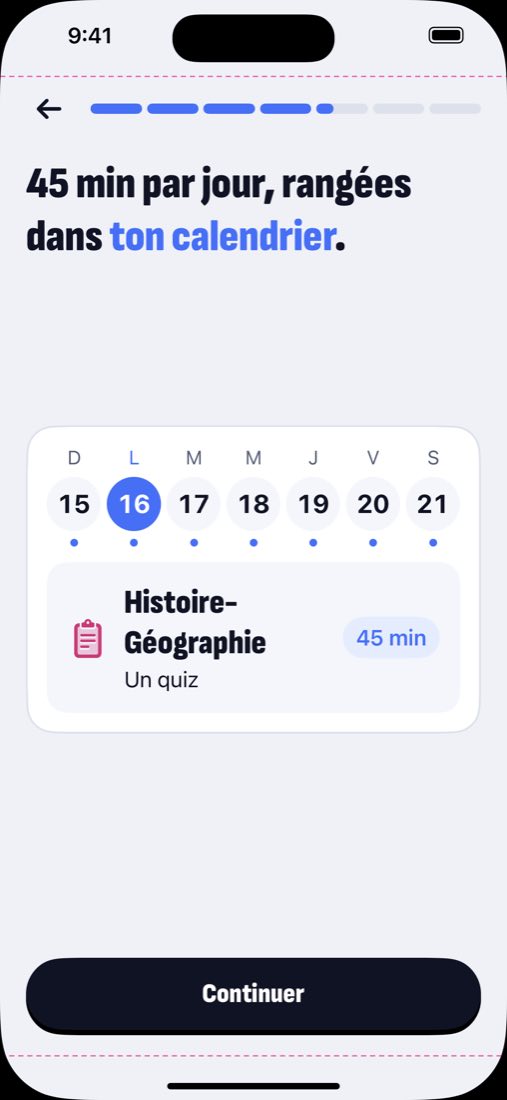 9:41
45 min par jour, rangées
dans ton calendrier.
D L M M J V S
15 16 17 18 19 20 21
Histoire-
Géographie
Un quiz
45 min
Continuer